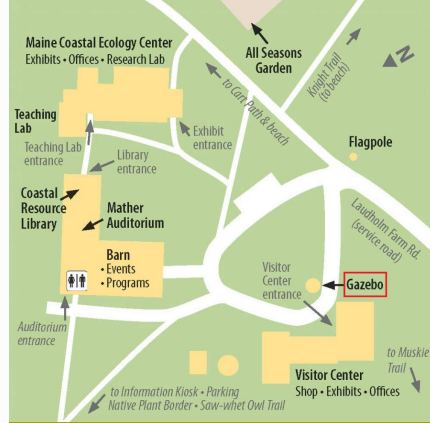 Maine Coastal Ecology Center
Exhibits • Offices • Research Lab
All Seasons
Garden
Knight Trail
(to beach)
N
to Cart Path & beach
Teaching
Lab
Teaching Lab
entrance
Library
entrance
Exhibit
entrance
Flagpole
Coastal
Resource
Library
Mather
Auditorium
Laudholm Farm Rd.
(service road)
Barn
• Events
• Programs
Visitor
Center
entrance
Gazebo
Auditorium
entrance
to Muskie
Trail
Visitor Center
Shop • Exhibits • Offices
to Information Kiosk • Parking
Native Plant Border • Saw-whet Owl Trail